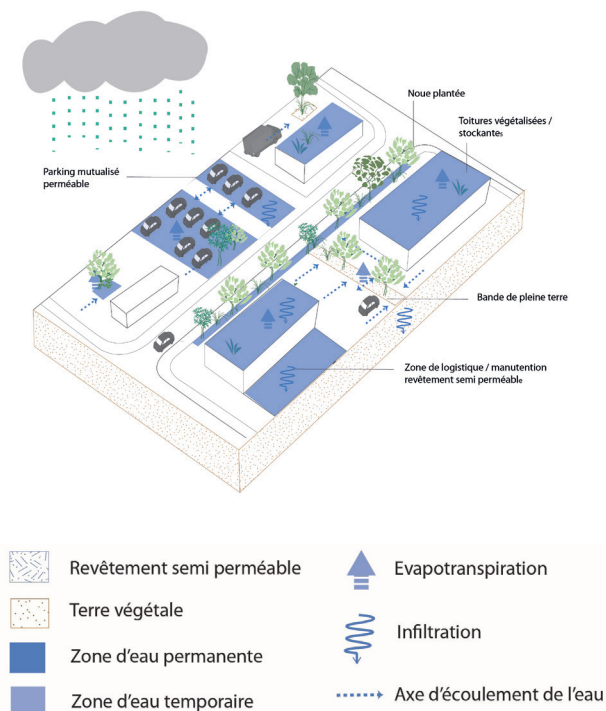 Noue plantée
Toitures végétalisées /
stockantes
Parking mutualisé
perméable
Bande de pleine terre
Zone de logistique / manutention
revêtement semi perméable
Revêtement semi perméable
Terre végétale
Zone d'eau permanente
Zone d'eau temporaire
Evapotranspiration
Infiltration
Axe d'écoulement de l'eau